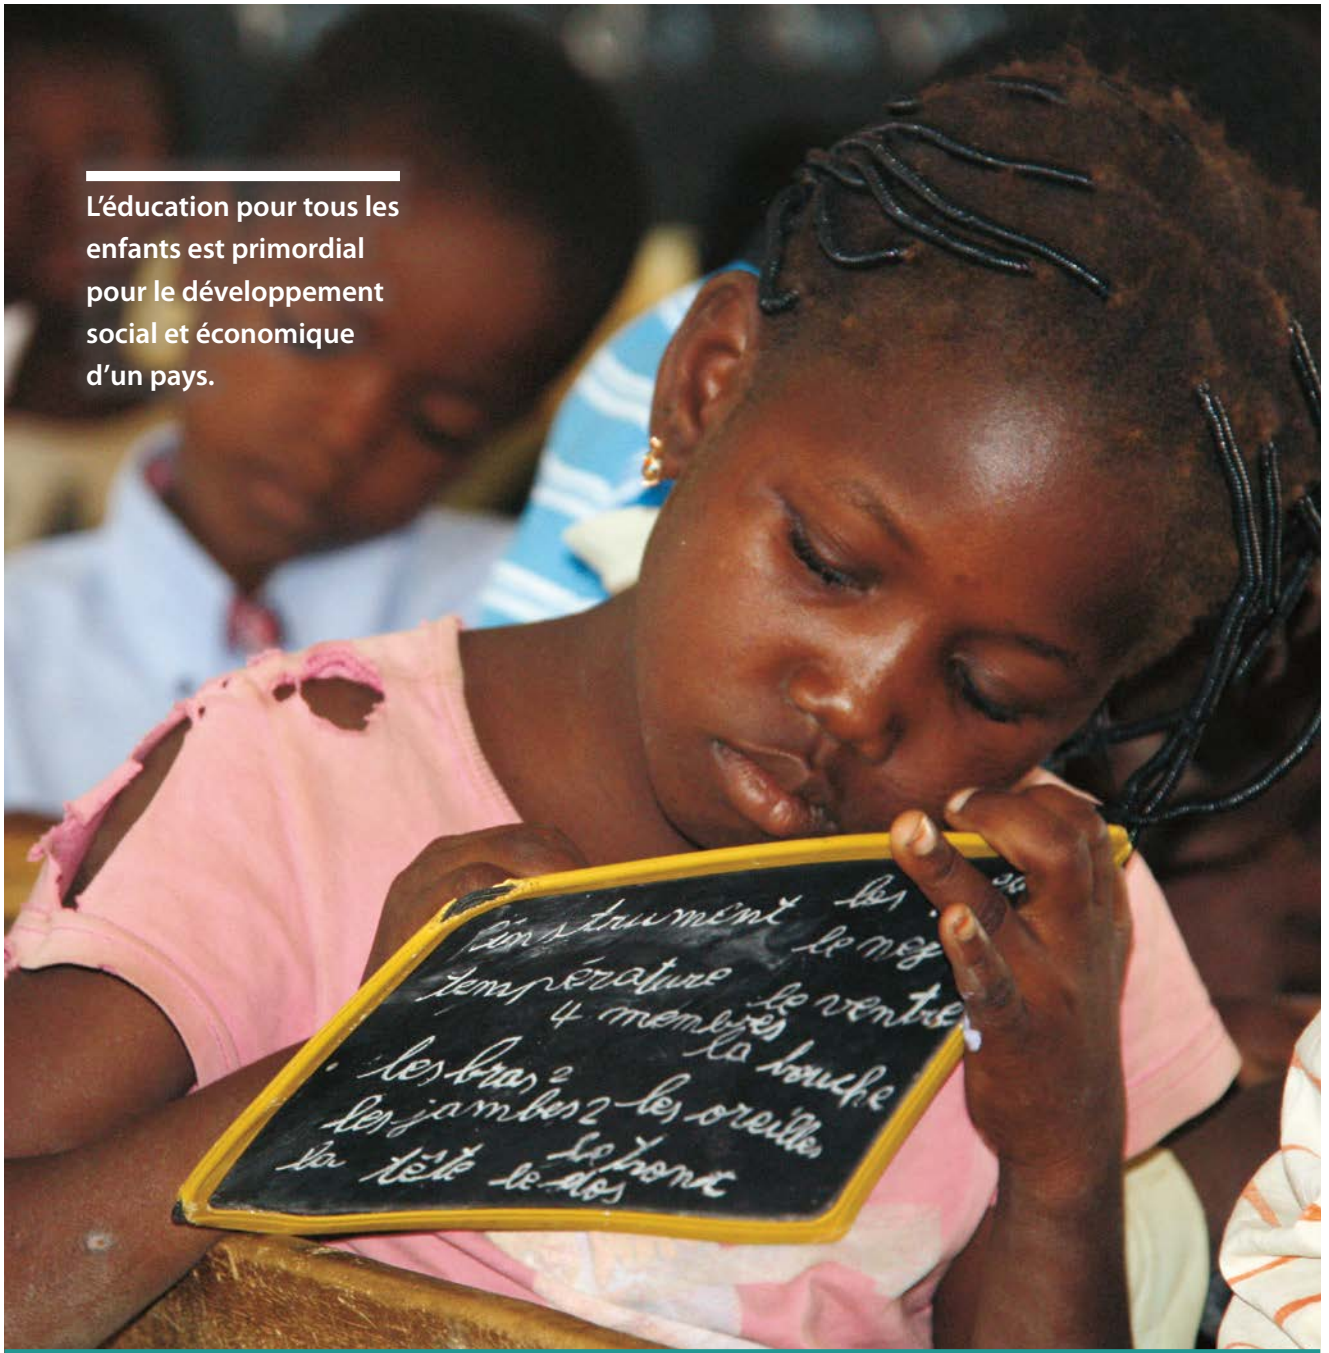 L'éducation pour tous les
enfants est primordial
pour le développement
social et économique
d'un pays.
l'instrument les
le nez
température le ventre
4 membres
la bouche
les bras 2
les jambes 2 les oreilles
la tête le tronc
le dos